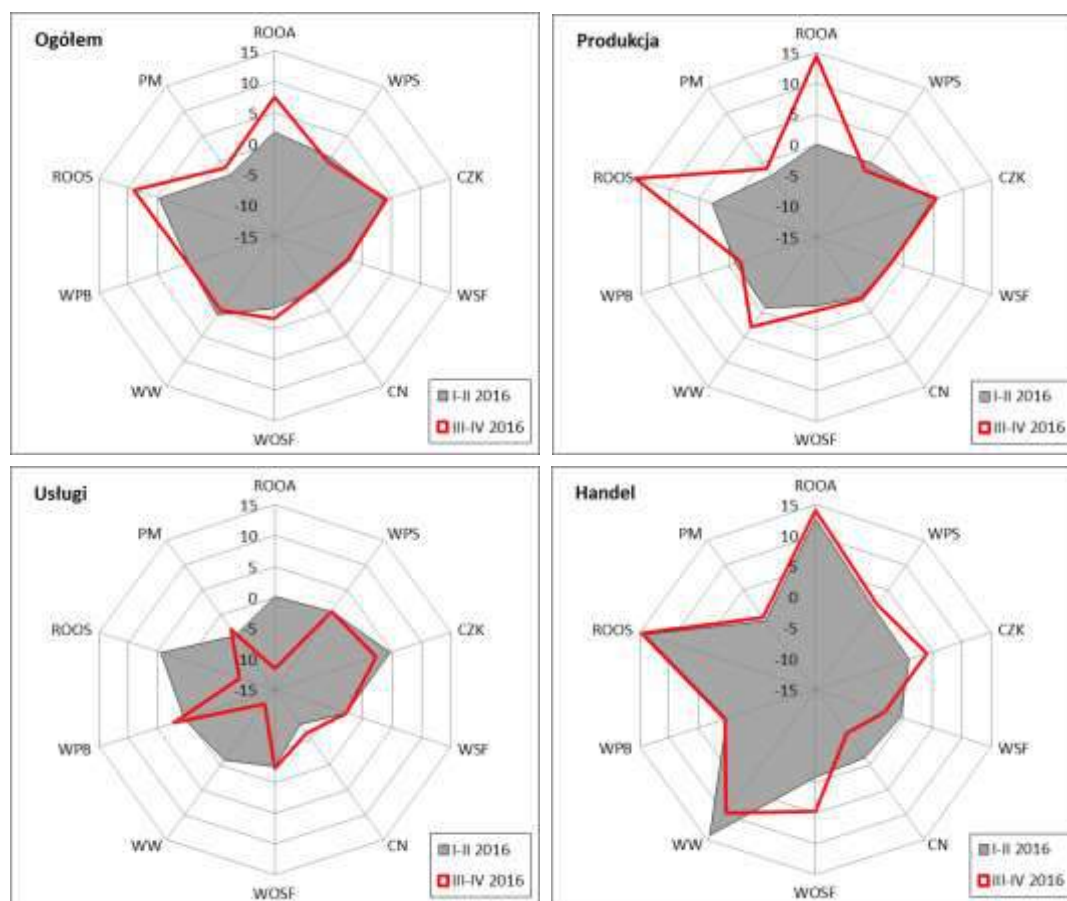 Ogółem
ROOA
WPS
CZK
WSF
CN
WOSF
WW
WPB
ROOS
PM
15
10
5
0
-5
-10
-15
I-II 2016
III-IV 2016
Produkcja
ROOA
WPS
CZK
WSF
CN
WOSF
WW
WPB
ROOS
PM
15
10
5
0
-5
-10
-15
I-II 2016
III-IV 2016
Usługi
ROOA
WPS
CZK
WSF
CN
WOSF
WW
WPB
ROOS
PM
15
10
5
0
-5
-10
-15
I-II 2016
III-IV 2016
Handel
ROOA
WPS
CZK
WSF
CN
WOSF
WW
WPB
ROOS
PM
15
10
5
0
-5
-10
-15
I-II 2016
III-IV 2016